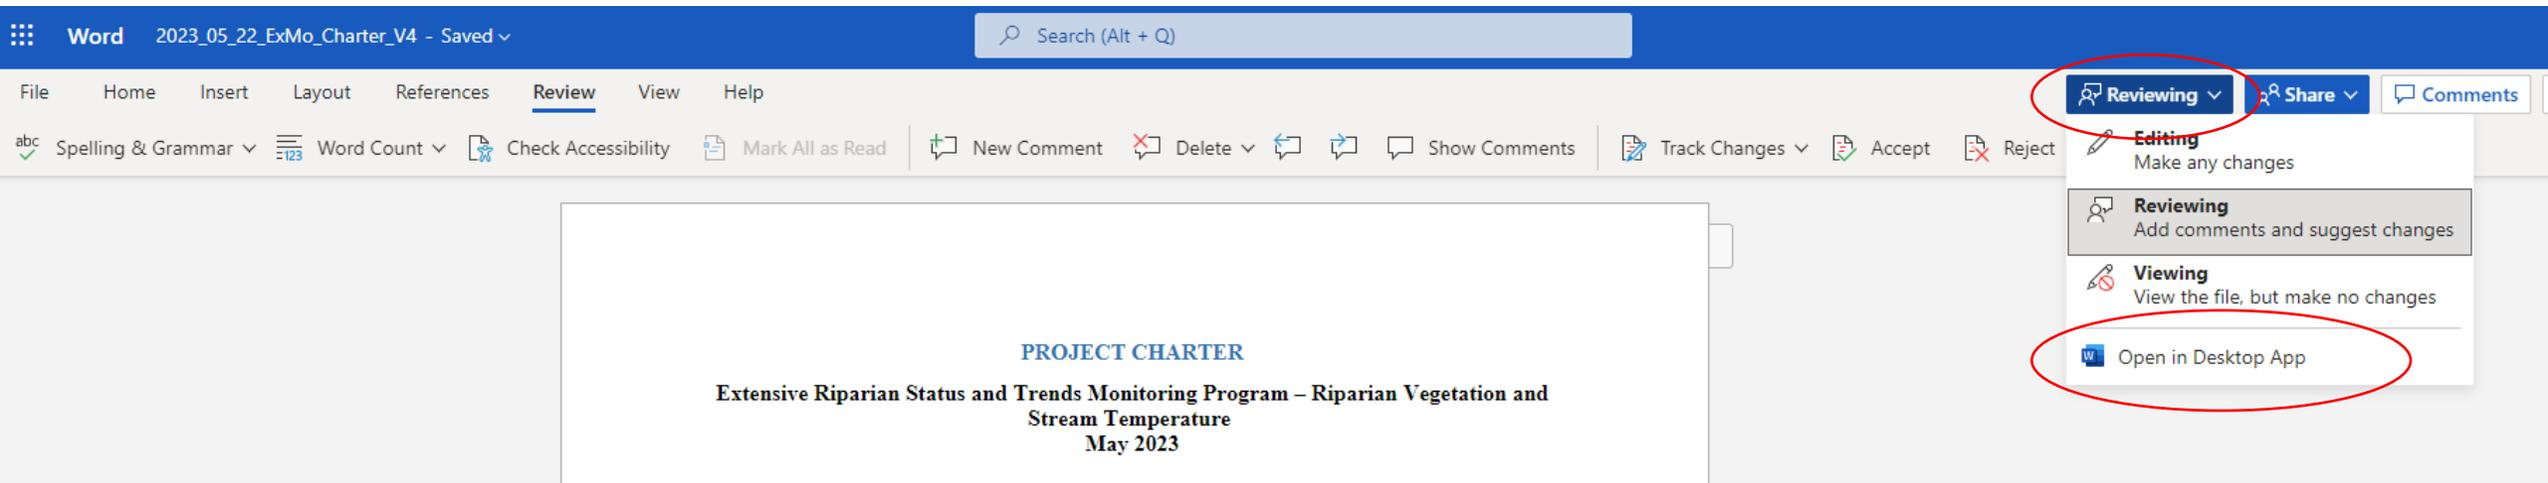 Word 2023_05_22_ExMo_Charter_V4 - Saved Search (Alt + Q)
File Home Insert Layout References Review View Help Reviewing Share Comments
abc Spelling & Grammar 123 Word Count Check Accessibility Mark All as Read New Comment Delete Show Comments Track Changes Accept Reject
Editing
Make any changes
Reviewing
Add comments and suggest changes
Viewing
View the file, but make no changes
W Open in Desktop App
PROJECT CHARTER
Extensive Riparian Status and Trends Monitoring Program – Riparian Vegetation and
Stream Temperature
May 2023